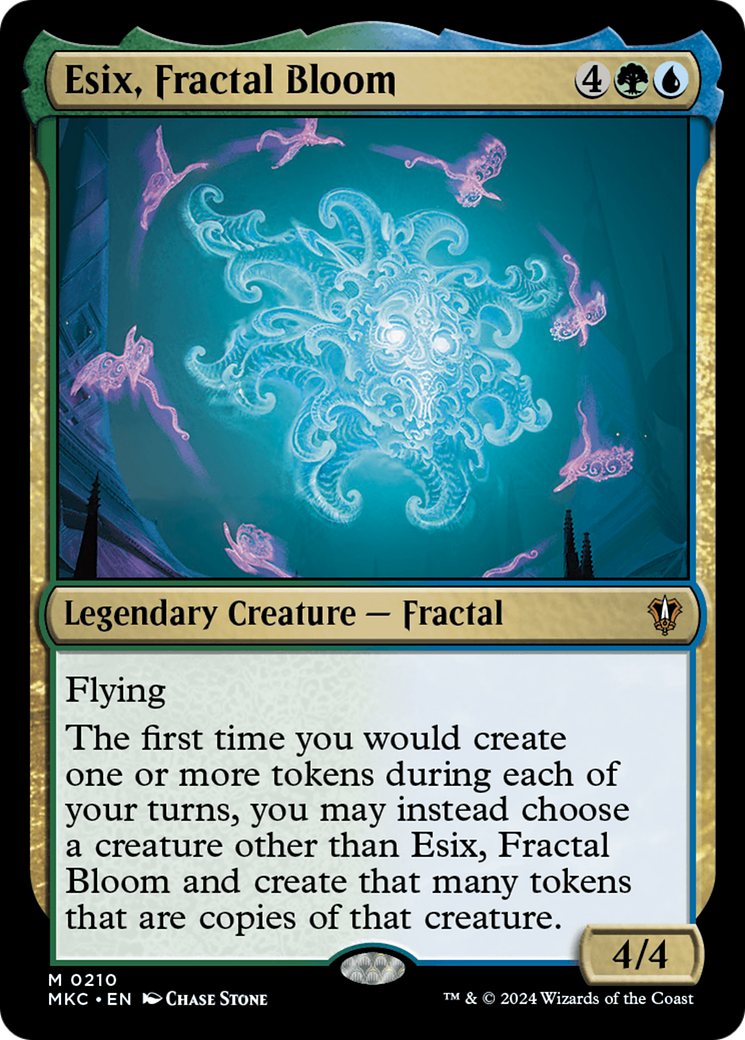 Esix, Fractal Bloom 4
Legendary Creature — Fractal
Flying
The first time you would create
one or more tokens during each of
your turns, you may instead choose
a creature other than Esix, Fractal
Bloom and create that many tokens
that are copies of that creature.
4/4
M 0210
MKC • EN Chase Stone
™ & © 2024 Wizards of the Coast